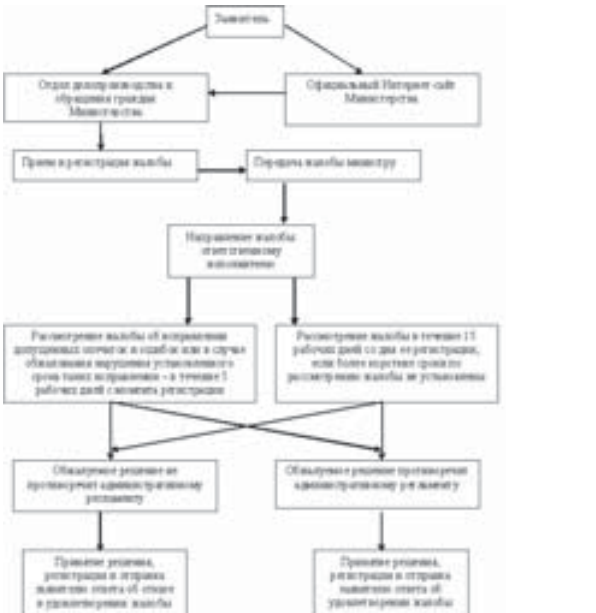 Заявитель
Отдел делопроизводства и
обращения граждан
Министерства
Официальный Интернет-сайт
Министерства
Прием и регистрация жалобы
Передача жалобы министру
Направление жалобы
ответственному
исполнителю
Рассмотрение жалобы об исправлении
допущенных опечаток и ошибок или в случае
обжалования нарушения установленного
срока таких исправлений – в течение 5
рабочих дней с момента регистрации
Рассмотрение жалобы в течение 15
рабочих дней со дня ее регистрации,
если более короткие сроки по
рассмотрению жалобы не установлены
Обжалуемое решение не
противоречит административному
регламенту
Обжалуемое решение противоречит
административному регламенту
Принятие решения,
регистрация и отправка
заявителю ответа об отказе
в удовлетворении жалобы
Принятие решения,
регистрация и отправка
заявителю ответа об
удовлетворении жалобы